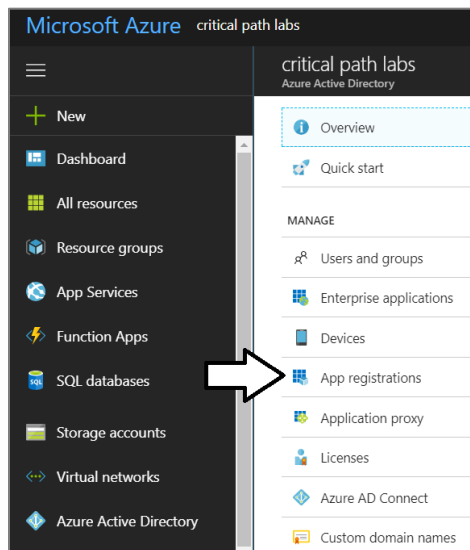 Microsoft Azure critical path labs
New
Dashboard
All resources
Resource groups
App Services
Function Apps
SQL databases
Storage accounts
Virtual networks
Azure Active Directory
critical path labs
Azure Active Directory
Overview
Quick start
MANAGE
Users and groups
Enterprise applications
Devices
App registrations
Application proxy
Licenses
Azure AD Connect
Custom domain names